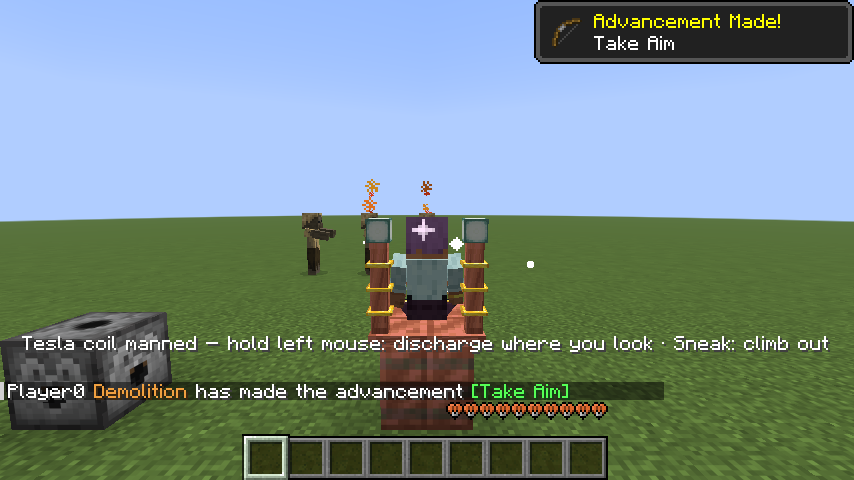 Advancement Made!
Take Aim
Tesla coil manned — hold left mouse: discharge where you look · Sneak: climb out
Player0 Demolition has made the advancement [Take Aim]